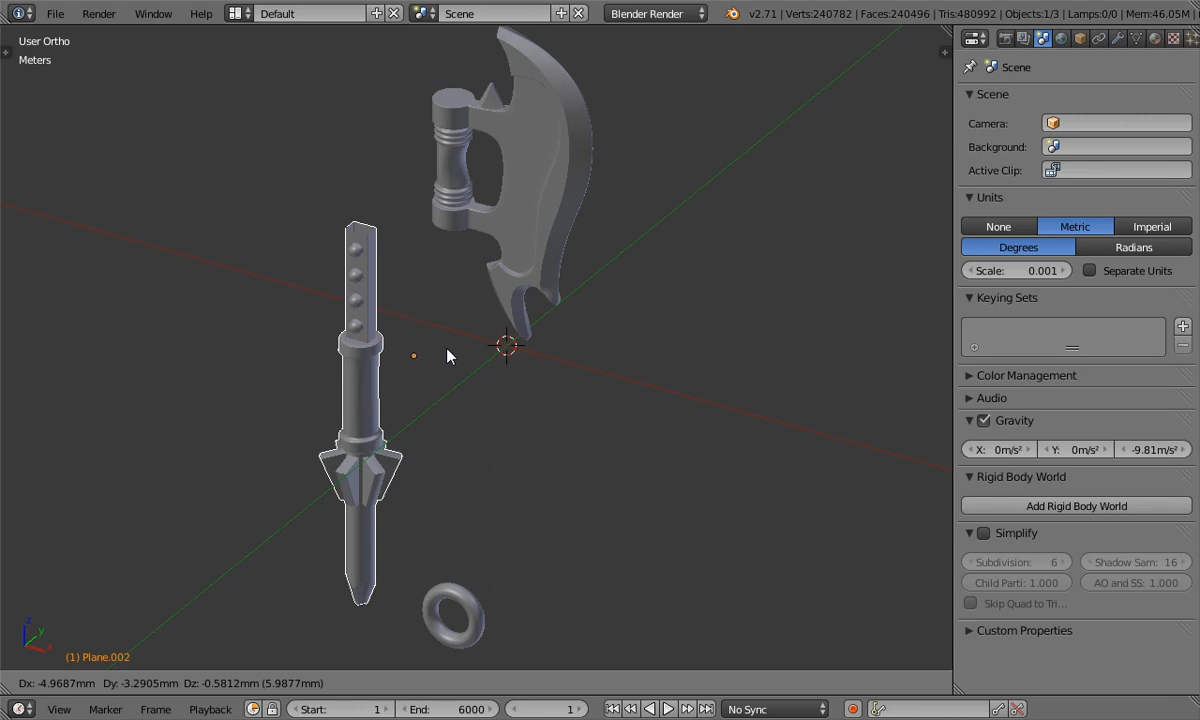 File Render Window Help Default Scene Blender Render v2.71 | Verts:240782 | Faces:240496 | Tris:480992 | Objects:1/3 | Lamps:0/0 | Mem:46.05M
User Ortho
Meters
Scene
Scene
Camera:
Background:
Active Clip:
Units
None Metric Imperial
Degrees Radians
Scale: 0.001 Separate Units
Keying Sets
Color Management
Audio
Gravity
X: 0m/s² Y: 0m/s² -9.81m/s²
Rigid Body World
Add Rigid Body World
Simplify
Subdivision: 6 Shadow Sam: 16
Child Parti: 1.000 AO and SS: 1.000
Skip Quad to Tri...
Custom Properties
z
y
x
(1) Plane.002
Dx: -4.9687mm Dy: -3.2905mm Dz: -0.5812mm (5.9877mm)
View Marker Frame Playback Start: 1 End: 6000 1 No Sync